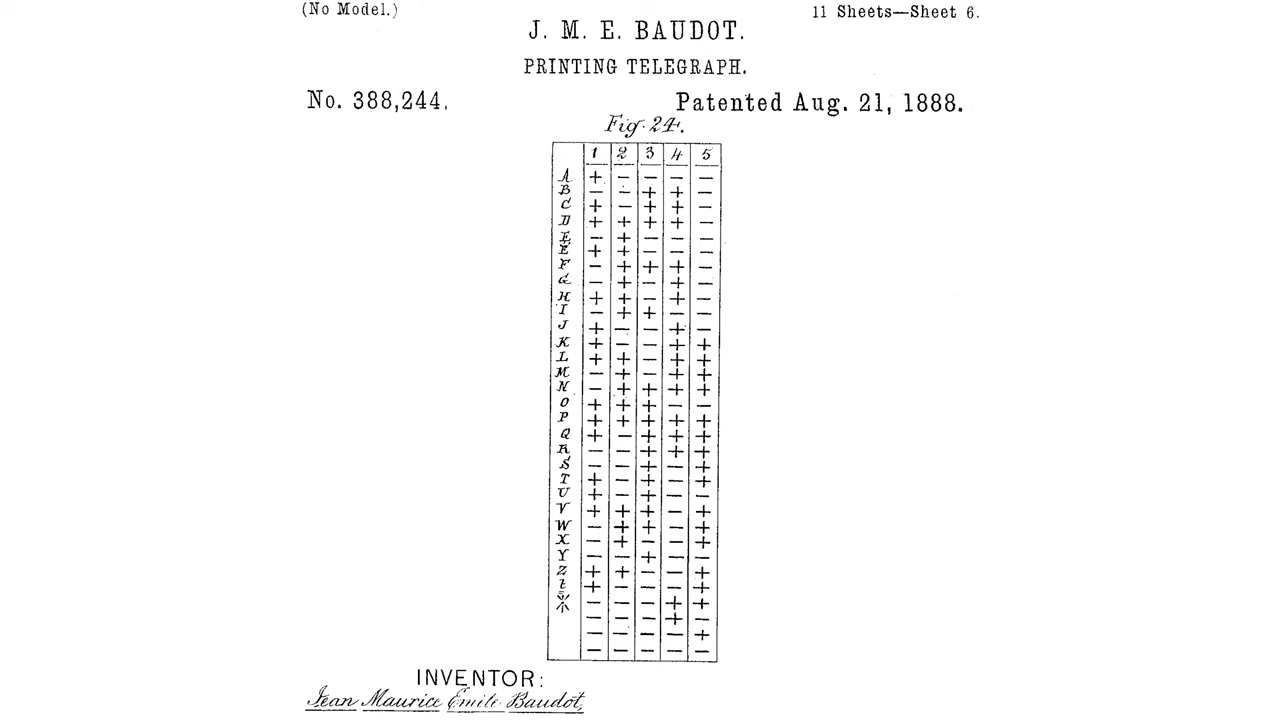 (No Model.)
11 Sheets—Sheet 6.
J. M. E. BAUDOT.
PRINTING TELEGRAPH.
No. 388,244.
Patented Aug. 21, 1888.
Fig. 24.
1 2 3 4 5
A + − − − −
B − − + + −
C + − + + −
D + + + + −
E − + − − −
É + + − − −
F − + + + −
G − + − + −
H + + − + −
I − + + − −
J + − − + −
K + − − + +
L + + − + +
M − + − + +
N − + + + +
O + + + − −
P + + + + +
Q + − + + +
R − − + + +
S − − + − +
T + − + − +
U + − + − −
V + + + − +
W − + + − +
X − + − − +
Y − − + − −
Z + + − − +
t + − − − +
※ − − − + +
− − − + −
− − − − +
− − − − −
INVENTOR:
Jean Maurice Émile Baudot,